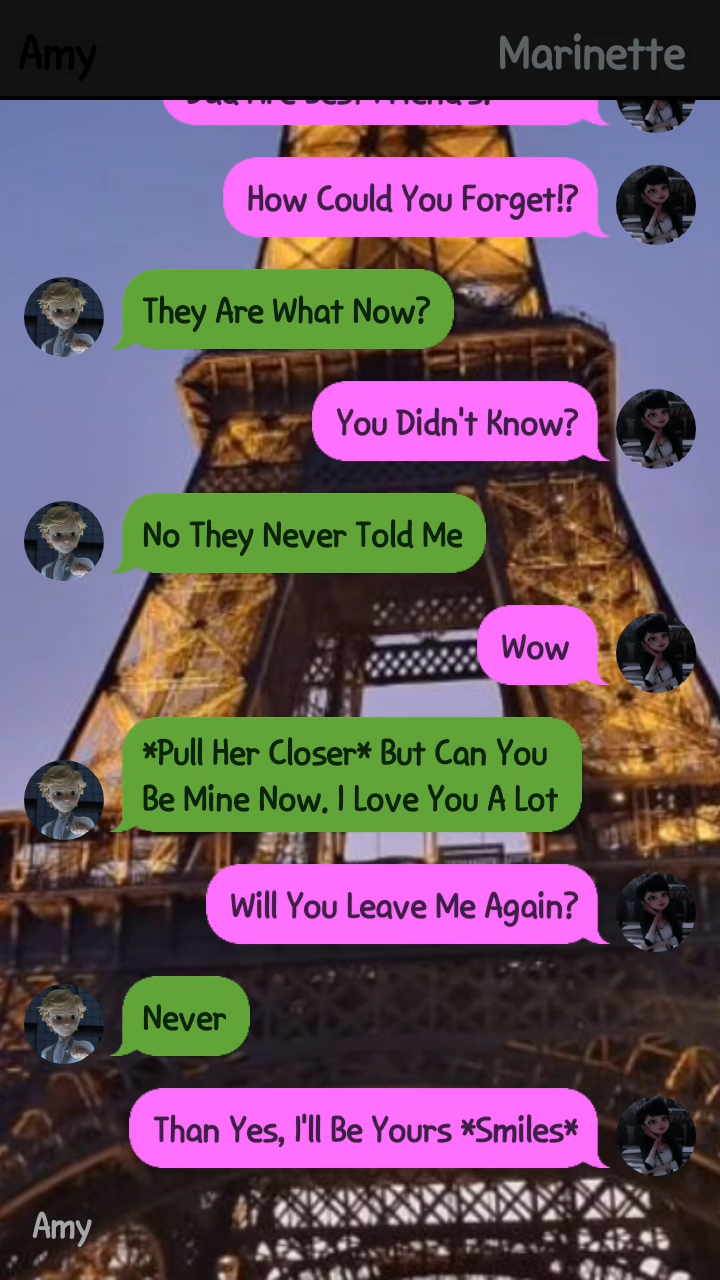 Amy
Marinette
How Could You Forget!?
They Are What Now?
You Didn't Know?
No They Never Told Me
Wow
*Pull Her Closer* But Can You
Be Mine Now. I Love You A Lot
Will You Leave Me Again?
Never
Than Yes, I'll Be Yours *Smiles*
Amy